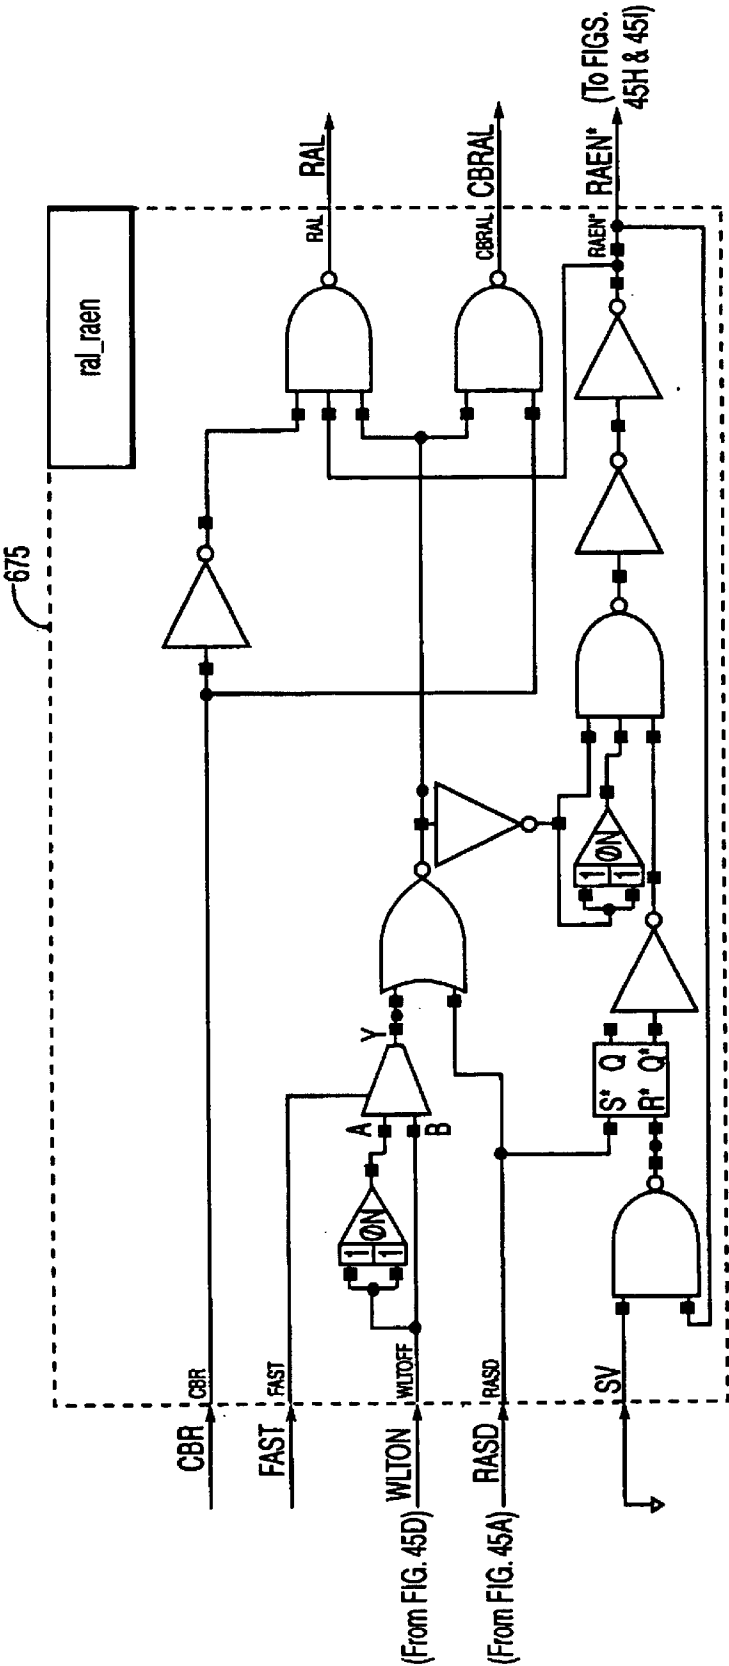 675
ral_raen
CBR
CBR
FAST
FAST
WLTON
WLTOFF
(From FIG. 45D)
RASD
RASD
(From FIG. 45A)
SV
1
1
ØN
A
B
Y
S* Q
R* Q*
1
1
ØN
RAL
RAL
CBRAL
CBRAL
RAEN*
RAEN*
(To FIGS.
45H & 45I)